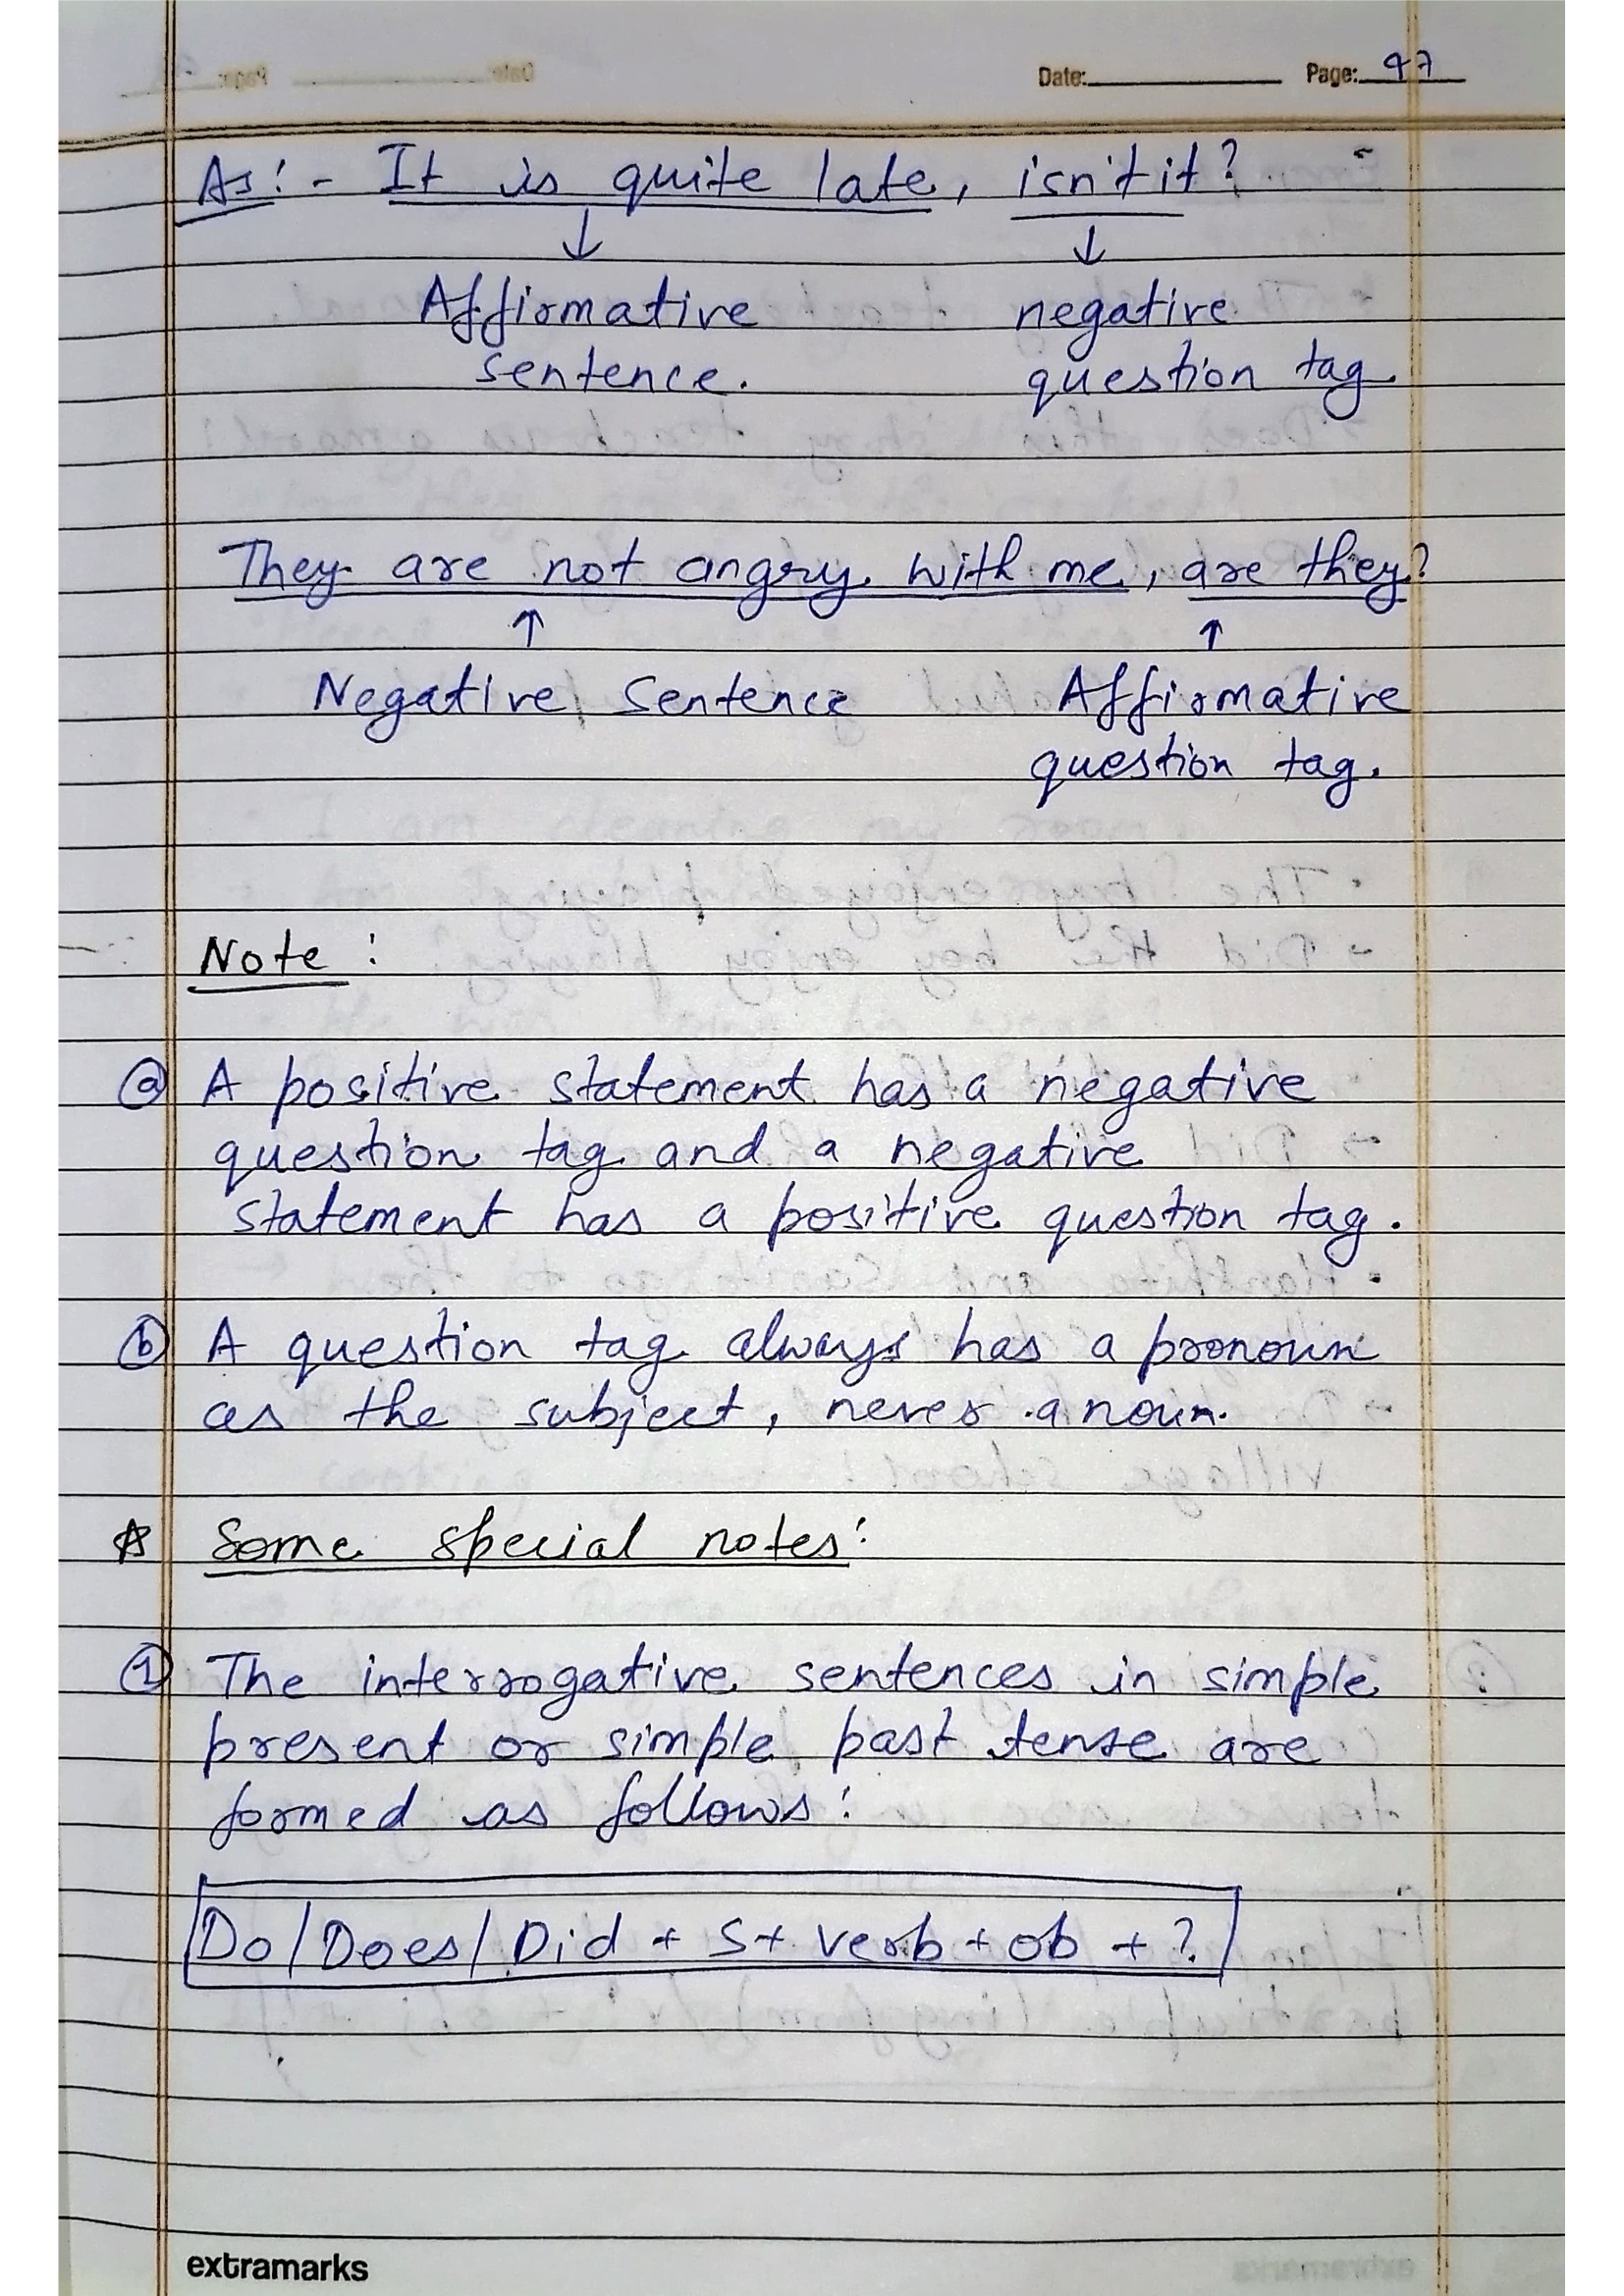 Date: Page: 97
As:- It is quite late, isn't it?
↓ ↓
Affirmative negative
sentence. question tag.
They are not angry with me, are they?
↑ ↑
Negative Sentence Affirmative
question tag.
Note:
(a) A positive statement has a negative
question tag and a negative
statement has a positive question tag.
(b) A question tag always has a pronoun
as the subject, never a noun.
Some special notes:
(1) The interrogative sentences in simple
present or simple past tense are
formed as follows:
Do/Does/Did + S + verb + ob + ?
extramarks